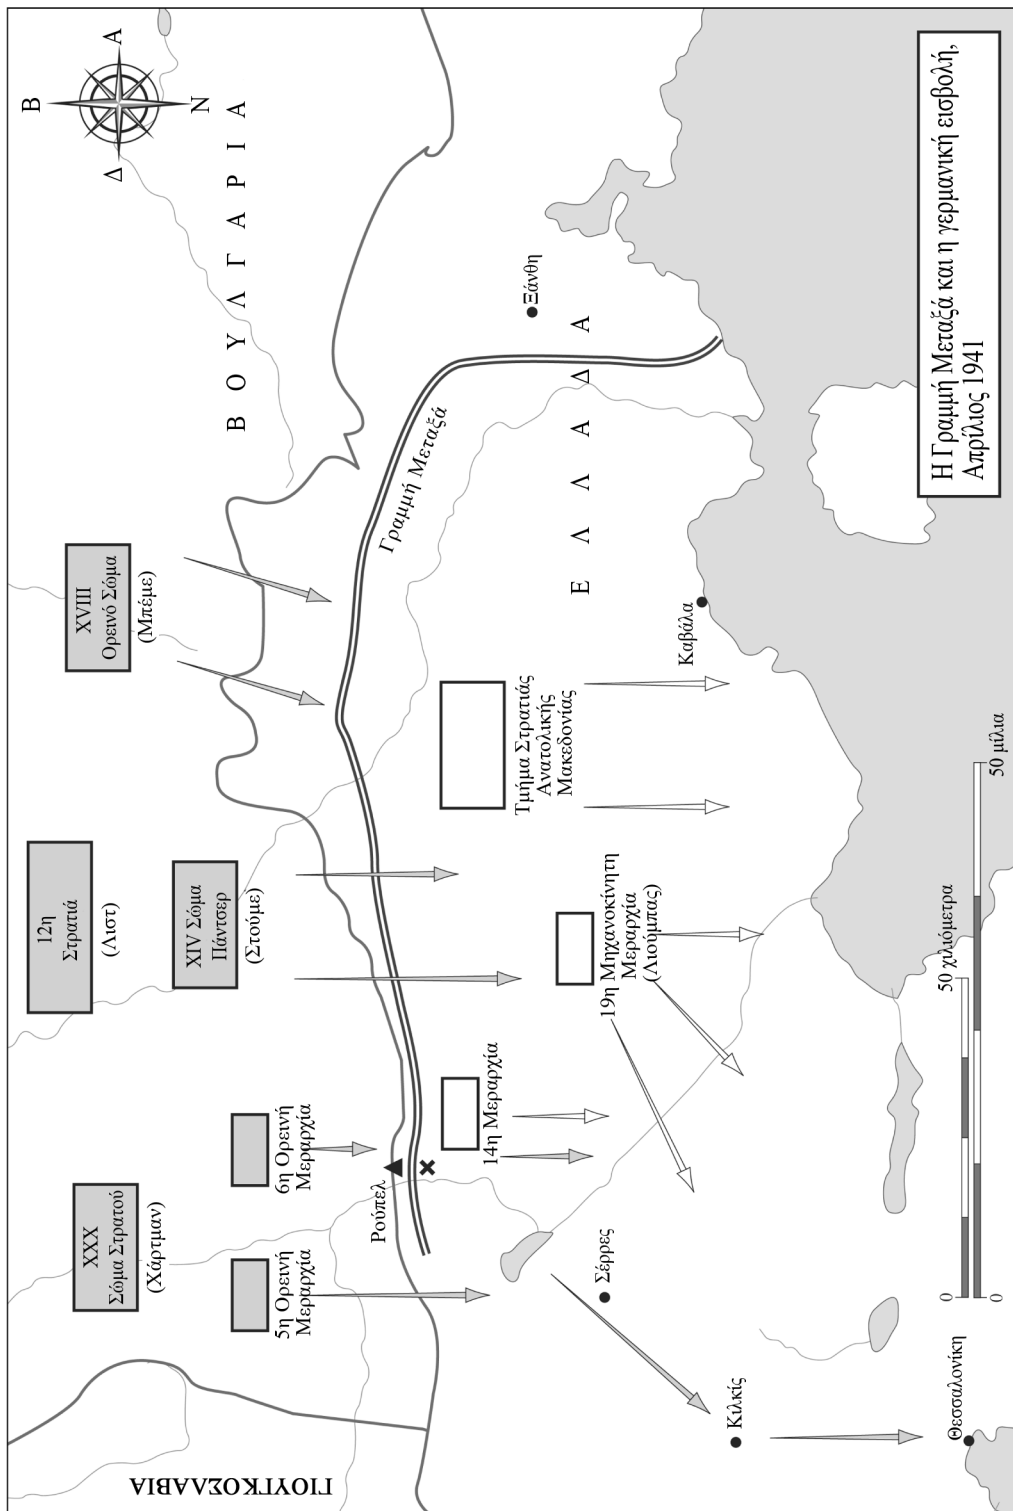 Β
Δ
Α
Ν
Β Ο Υ Λ Γ Α Ρ Ι Α
ΓΙΟΥΓΚΟΣΛΑΒΙΑ
Ε Λ Λ Α Δ Α
XXX
Σώμα Στρατού
(Χάρτμαν)
12η
Στρατιά
(Λιστ)
XVIII
Ορεινό Σώμα
(Μπέμε)
XIV Σώμα
Πάντσερ
(Στούμε)
5η Ορεινή
Μεραρχία
6η Ορεινή
Μεραρχία
Ρούπελ
Γραμμή Μεταξά
14η Μεραρχία
Τμήμα Στρατιάς
Ανατολικής
Μακεδονίας
19η Μηχανοκίνητη
Μεραρχία
(Λιούμπας)
Ξάνθη
Σέρρες
Καβάλα
Κιλκίς
Θεσσαλονίκη
0
50 χιλιόμετρα
0
50 μίλια
Η Γραμμή Μεταξά και η γερμανική εισβολή,
Απρίλιος 1941